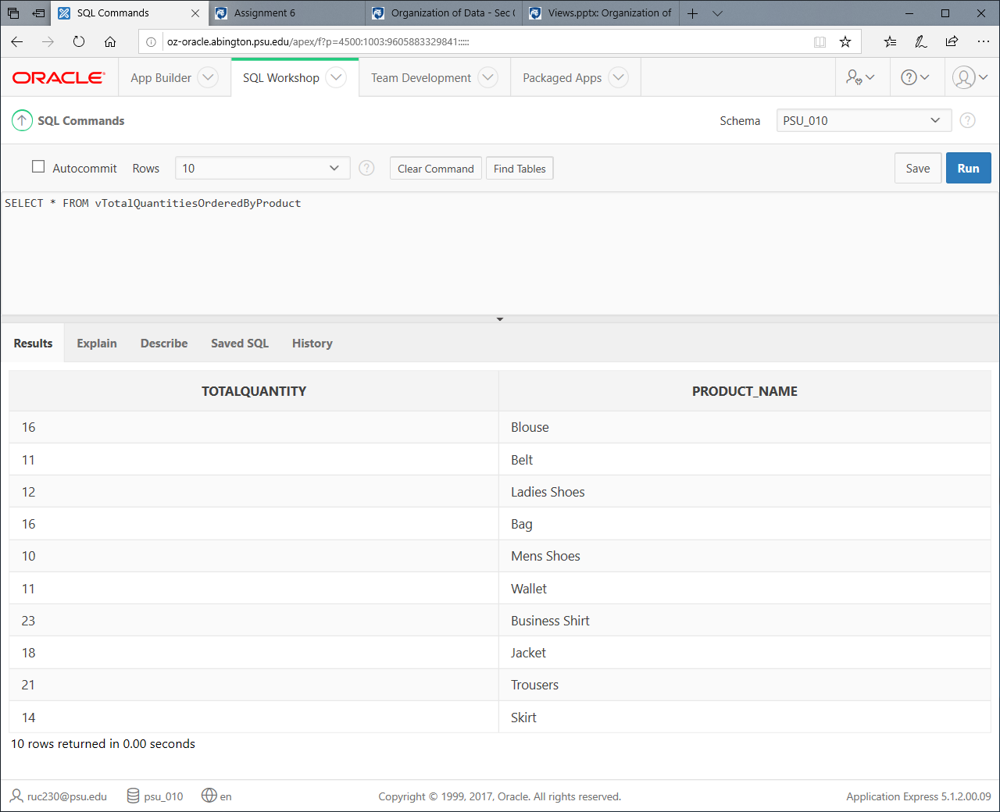 SQL Commands
Assignment 6
Organization of Data - Sec (
Views.pptx: Organization of
oz-oracle.abington.psu.edu/apex/f?p=4500:1003:9605883329841:::::
ORACLE
App Builder
SQL Workshop
Team Development
Packaged Apps
SQL Commands
Schema
PSU_010
Autocommit
Rows
10
Clear Command
Find Tables
Save
Run
SELECT * FROM vTotalQuantitiesOrderedByProduct
Results
Explain
Describe
Saved SQL
History
TOTALQUANTITY PRODUCT_NAME
16 Blouse
11 Belt
12 Ladies Shoes
16 Bag
10 Mens Shoes
11 Wallet
23 Business Shirt
18 Jacket
21 Trousers
14 Skirt
10 rows returned in 0.00 seconds
ruc230@psu.edu
psu_010
en
Copyright © 1999, 2017, Oracle. All rights reserved.
Application Express 5.1.2.00.09